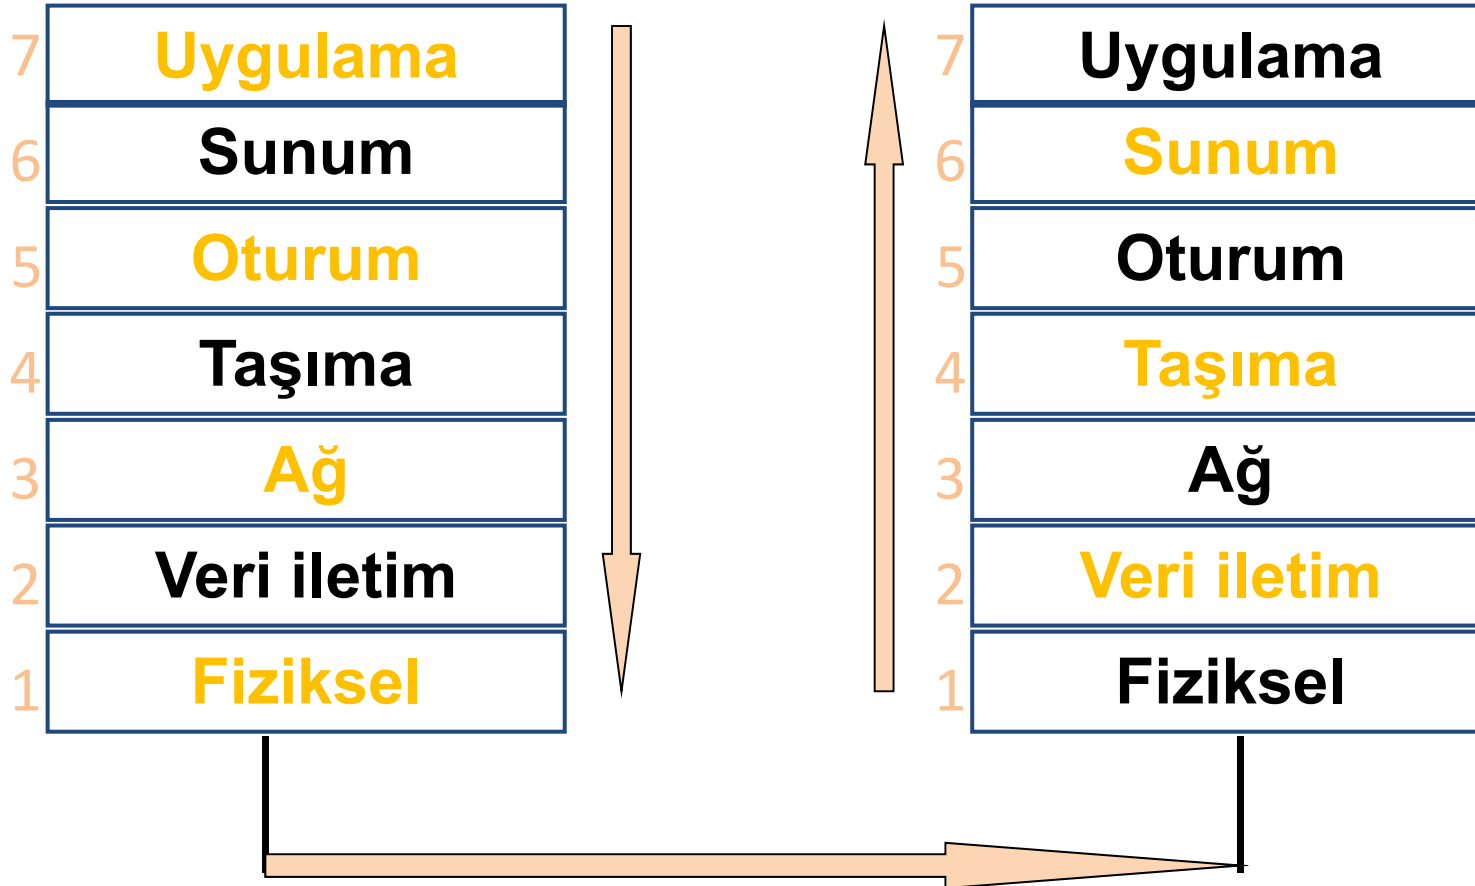 7 Uygulama
6 Sunum
5 Oturum
4 Taşıma
3 Ağ
2 Veri iletim
1 Fiziksel
7 Uygulama
6 Sunum
5 Oturum
4 Taşıma
3 Ağ
2 Veri iletim
1 Fiziksel